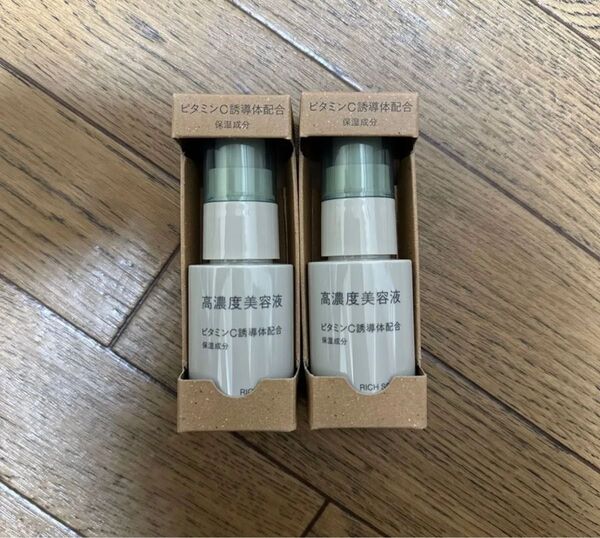 ビタミンC誘導体配合
保湿成分
高濃度美容液
ビタミンC誘導体配合
保湿成分
ビタミンC誘導体配合
保湿成分
高濃度美容液
ビタミンC誘導体配合
保湿成分
RICH